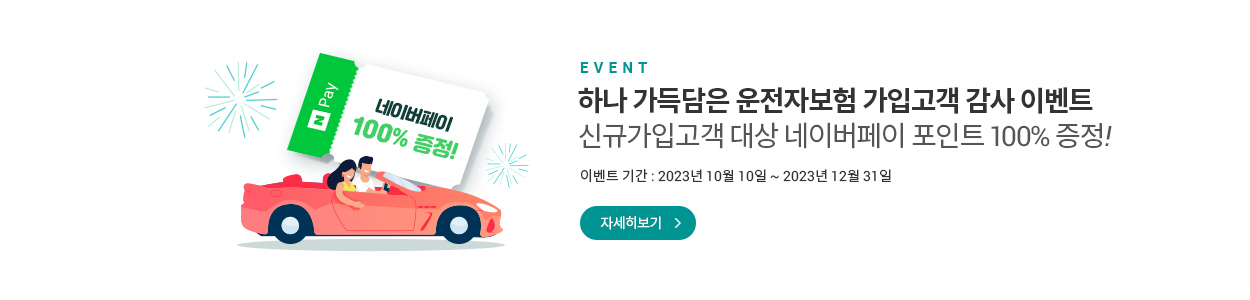 N Pay
네이버페이
100% 증정!
EVENT
하나 가득담은 운전자보험 가입고객 감사 이벤트
신규가입고객 대상 네이버페이 포인트 100% 증정!
이벤트 기간 : 2023년 10월 10일 ~ 2023년 12월 31일
자세히보기 >